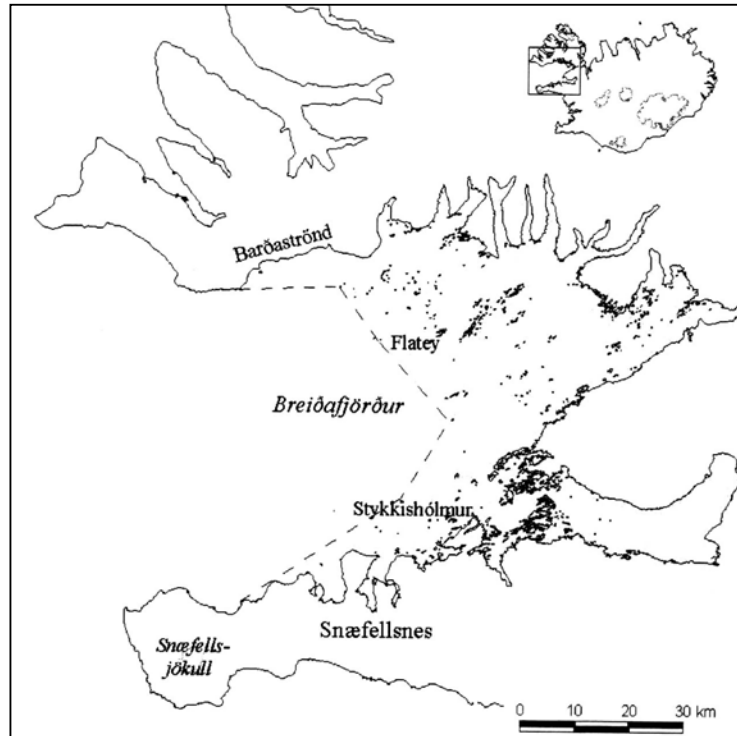 Barðaströnd
Flatey
Breiðafjörður
Stykkishólmur
Snæfellsnes
Snæfells-
jökull
0 10 20 30 km